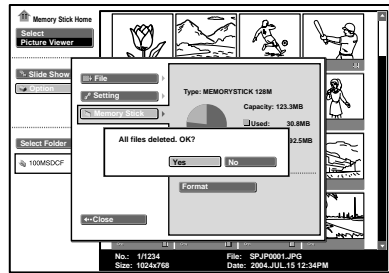 Memory Stick Home
Select
Picture Viewer
Slide Show
Option
Select Folder
100MSDCF
File
Setting
Memory Stick
Type: MEMORYSTICK 128M
Capacity: 123.3MB
Used: 30.8MB
92.5MB
All files deleted. OK?
Yes
No
Format
Close
No.: 1/1234
File: SPJP0001.JPG
Size: 1024x768
Date: 2004.JUL.15 12:34PM